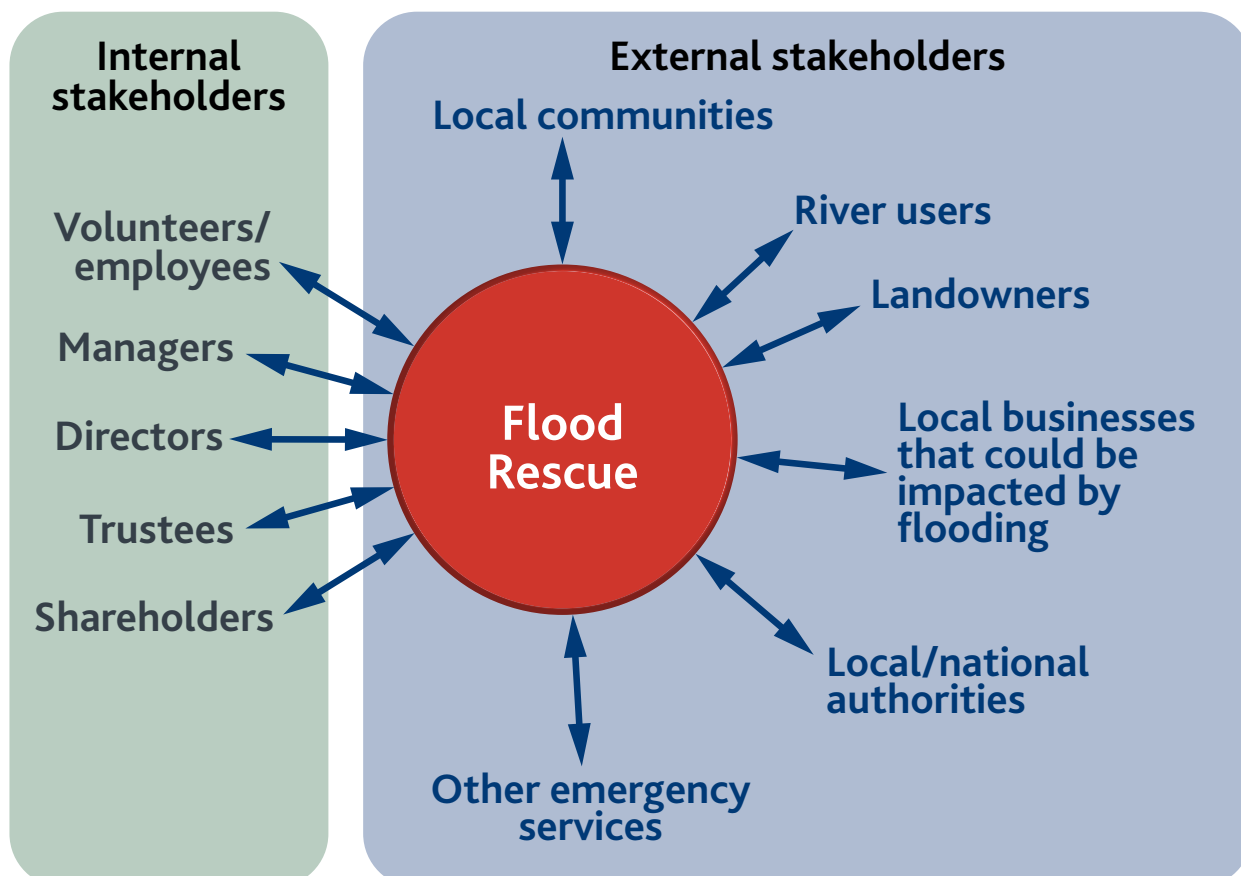 Internal
stakeholders
Volunteers/
employees
Managers
Directors
Trustees
Shareholders
External stakeholders
Local communities
River users
Landowners
Local businesses
that could be
impacted by
flooding
Local/national
authorities
Other emergency
services
Flood
Rescue